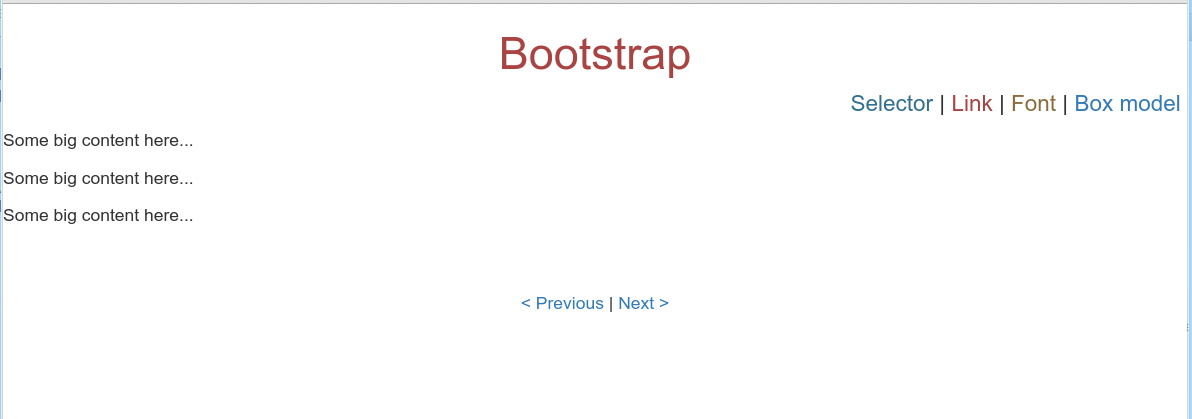 Bootstrap
Selector | Link | Font | Box model
Some big content here...
Some big content here...
Some big content here...
< Previous | Next >